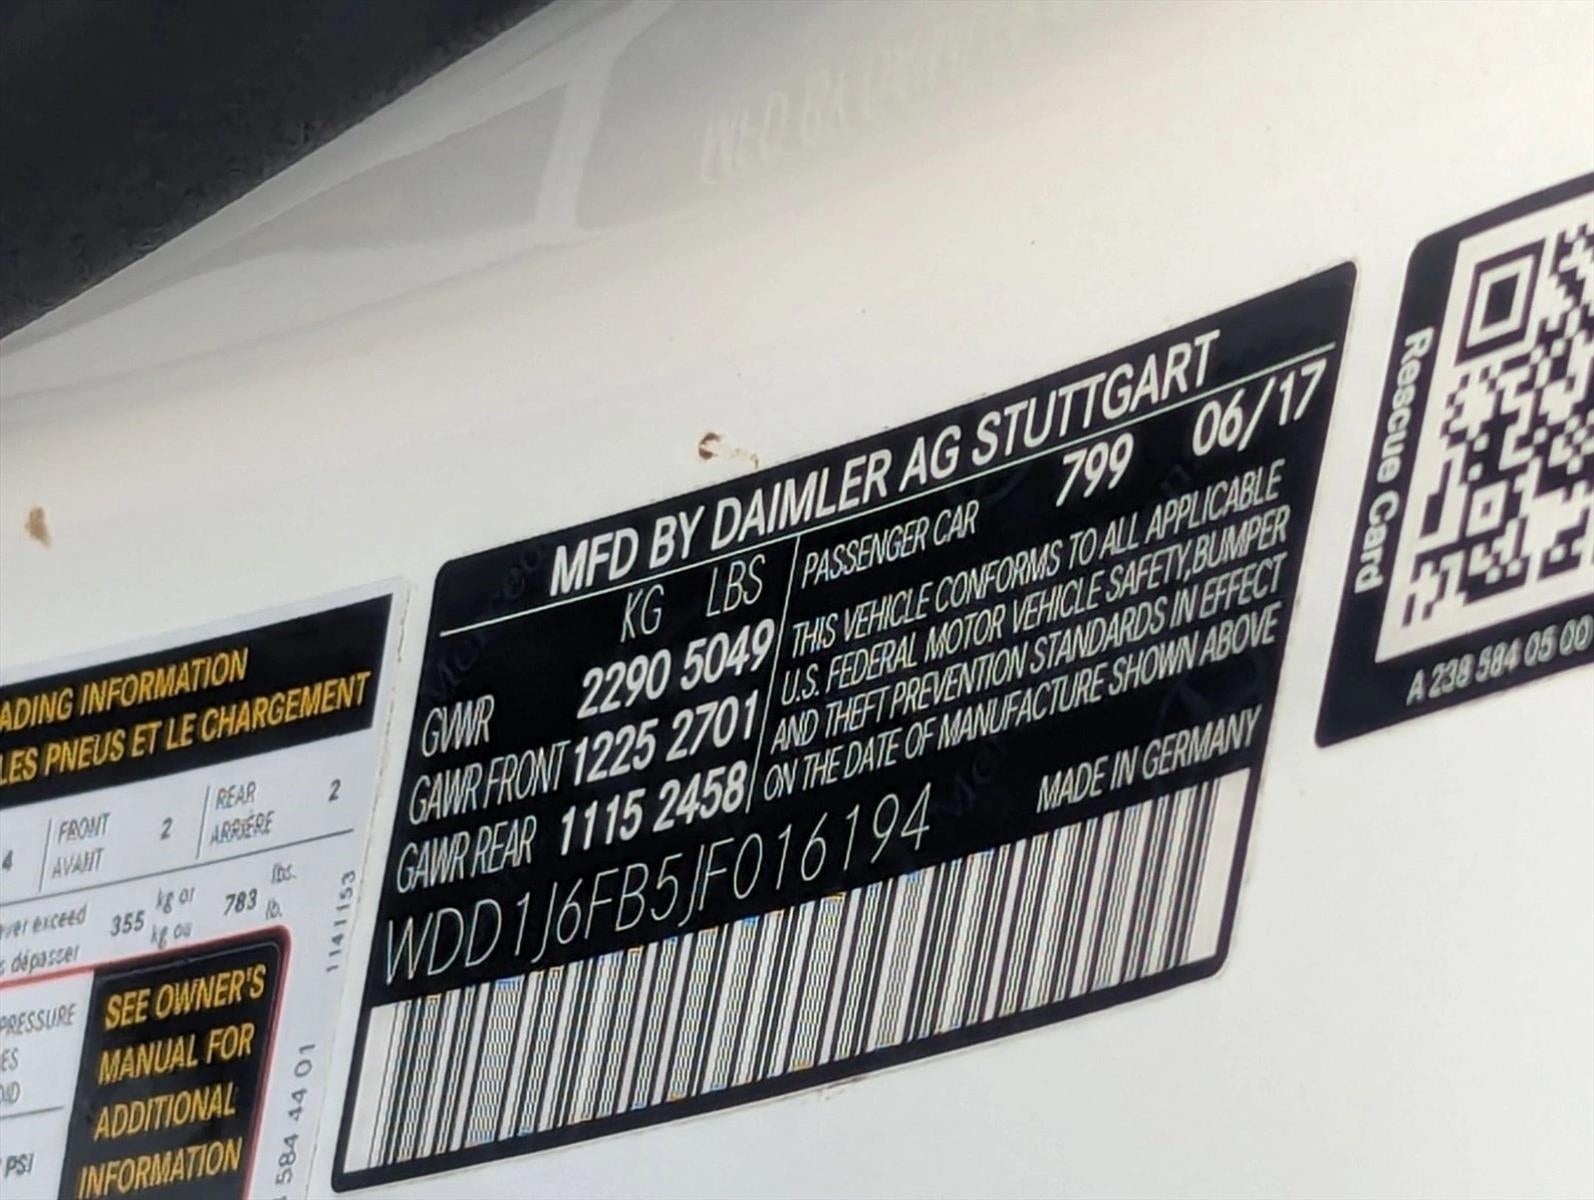 MFD BY DAIMLER AG STUTTGART
KG LBS
GVWR 2290 5049
GAWR FRONT 1225 2701
GAWR REAR 1115 2458
PASSENGER CAR 799 06/17
THIS VEHICLE CONFORMS TO ALL APPLICABLE
U.S. FEDERAL MOTOR VEHICLE SAFETY, BUMPER
AND THEFT PREVENTION STANDARDS IN EFFECT
ON THE DATE OF MANUFACTURE SHOWN ABOVE
WDD1J6FB5JF016194
MADE IN GERMANY
Rescue Card
A 238 584 05 00
ADING INFORMATION
LES PNEUS ET LE CHARGEMENT
4 FRONT 2 REAR 2
AVANT ARRIÈRE
ver exceed 355 kg or 783 lbs.
s dépasser kg ou lb.
1141153
PRESSURE
ES
OID
PSI
SEE OWNER'S
MANUAL FOR
ADDITIONAL
INFORMATION
584 44 01